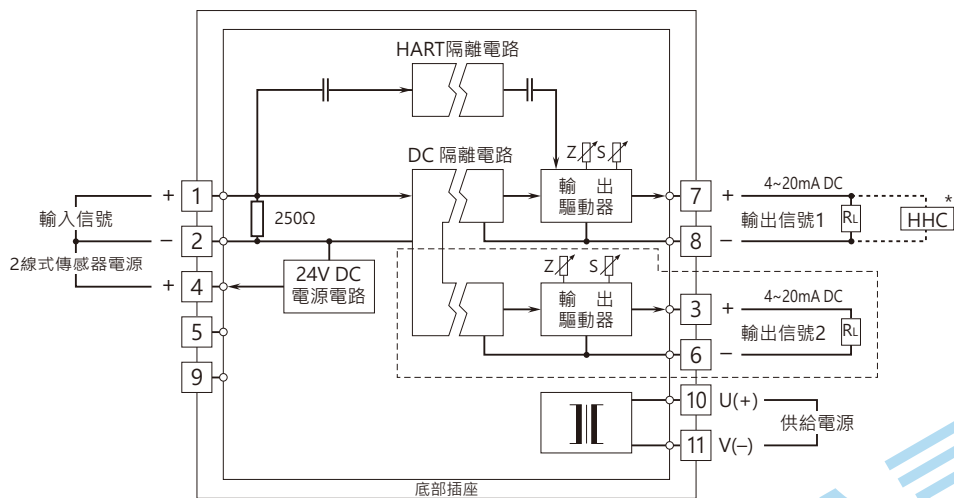 HART隔離電路
DC 隔離電路
Z S
1
+
輸入信號
250Ω
2
−
2線式傳感器電源
4
+
24V DC
電源電路
5
9
輸 出
驅動器
7
+
4~20mA DC
輸出信號1
RL
HHC
*
8
−
Z S
輸 出
驅動器
3
+
4~20mA DC
輸出信號2
RL
6
−
10
U(+)
供給電源
11
V(−)
底部插座